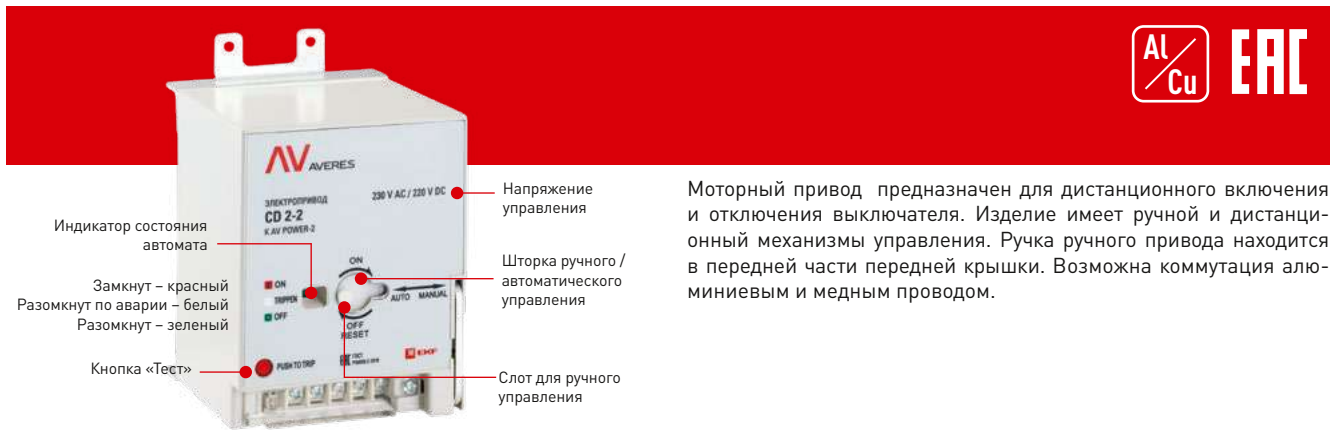 Al
Cu
EAC
AVERES
230 V AC / 220 V DC
ЭЛЕКТРОПРИВОД
CD 2-2
К AV POWER-2
ON
ON
TRIPPEN
OFF
AUTO MANUAL
OFF
RESET
PUSH TO TRIP
EKF
Индикатор состояния
автомата
Замкнут – красный
Разомкнут по аварии – белый
Разомкнут – зеленый
Кнопка «Тест»
Напряжение
управления
Шторка ручного /
автоматического
управления
Слот для ручного
управления
Моторный привод предназначен для дистанционного включения
и отключения выключателя. Изделие имеет ручной и дистанци-
онный механизмы управления. Ручка ручного привода находится
в передней части передней крышки. Возможна коммутация алю-
миниевым и медным проводом.